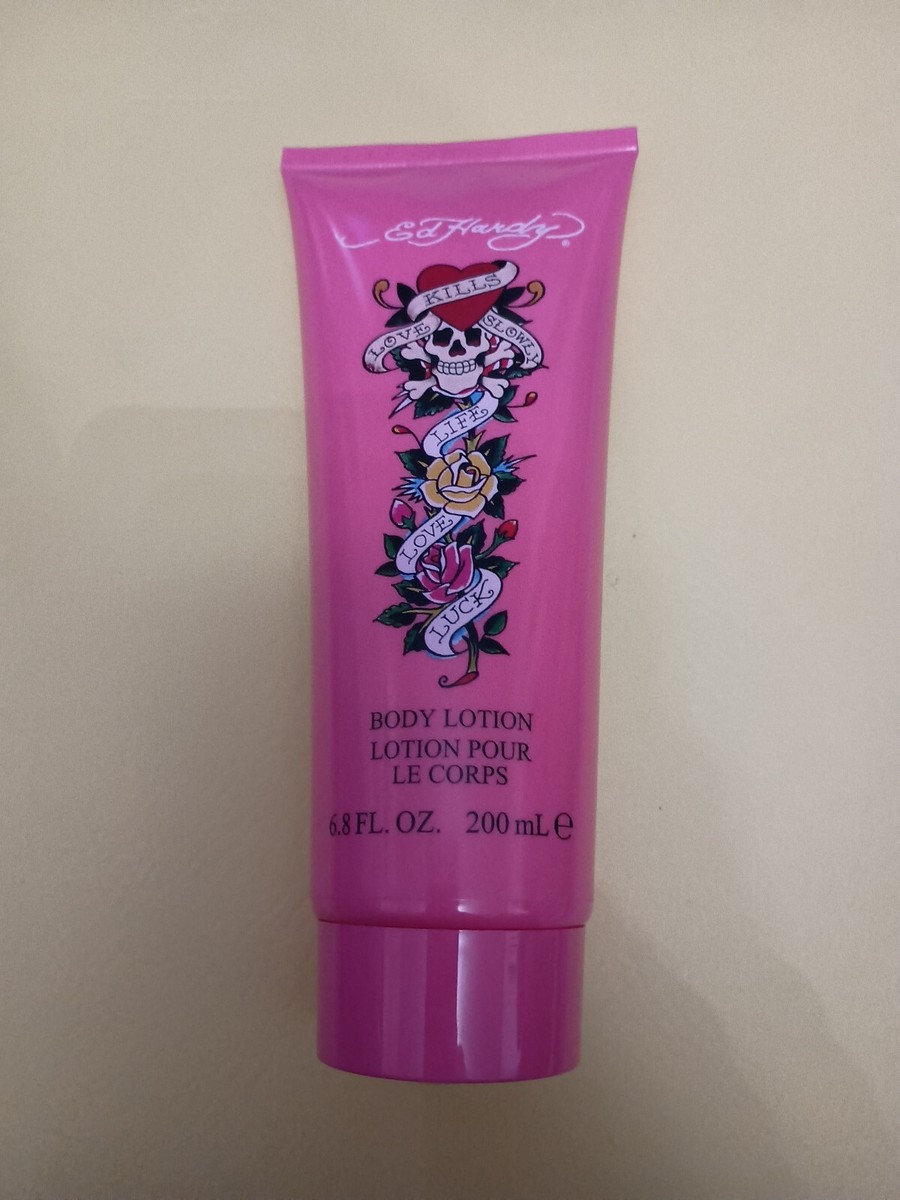 Ed Hardy®
LOVE KILLS SLOWLY
LIFE
LOVE
LUCK
BODY LOTION
LOTION POUR
LE CORPS
6.8 FL. OZ. 200 mL ℮